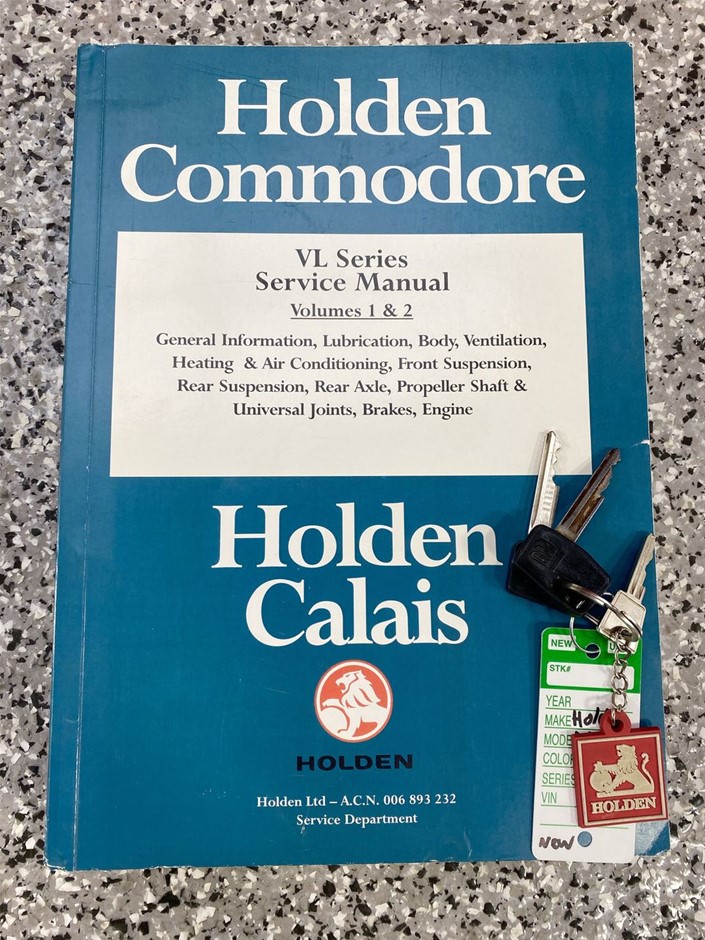 Holden
Commodore
VL Series
Service Manual
Volumes 1 & 2
General Information, Lubrication, Body, Ventilation,
Heating & Air Conditioning, Front Suspension,
Rear Suspension, Rear Axle, Propeller Shaft &
Universal Joints, Brakes, Engine
Holden
Calais
HOLDEN
Holden Ltd – A.C.N. 006 893 232
Service Department
NEW
STK#
YEAR
MAKE
SERIES
VIN
HOLDEN